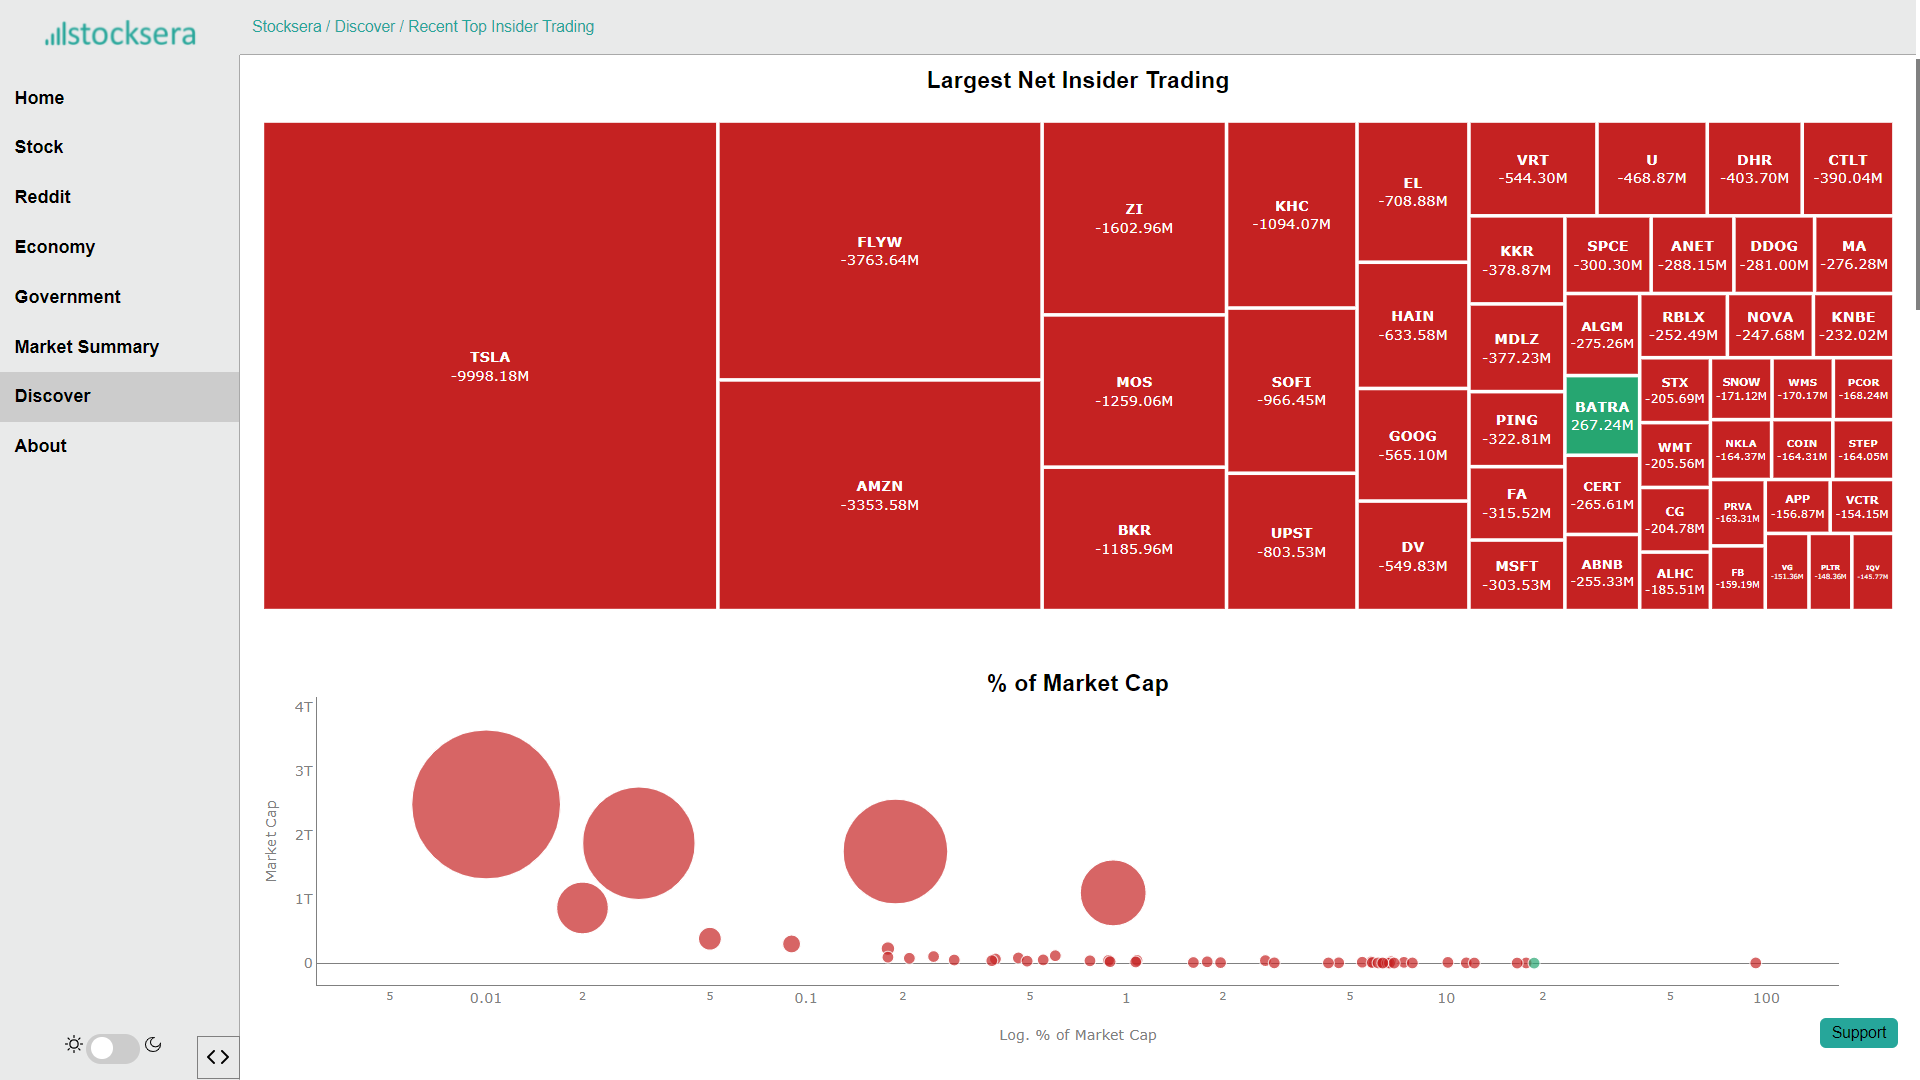 stocksera
Stocksera / Discover / Recent Top Insider Trading
Home
Stock
Reddit
Economy
Government
Market Summary
Discover
About
Largest Net Insider Trading
TSLA
-9998.18M
FLYW
-3763.64M
AMZN
-3353.58M
ZI
-1602.96M
MOS
-1259.06M
BKR
-1185.96M
KHC
-1094.07M
SOFI
-966.45M
UPST
-803.53M
EL
-708.88M
HAIN
-633.58M
GOOG
-565.10M
DV
-549.83M
VRT
-544.30M
U
-468.87M
DHR
-403.70M
CTLT
-390.04M
KKR
-378.87M
MDLZ
-377.23M
PING
-322.81M
FA
-315.52M
MSFT
-303.53M
SPCE
-300.30M
ANET
-288.15M
DDOG
-281.00M
MA
-276.28M
ALGM
-275.26M
BATRA
267.24M
CERT
-265.61M
ABNB
-255.33M
RBLX
-252.49M
NOVA
-247.68M
KNBE
-232.02M
STX
-205.69M
WMT
-205.56M
CG
-204.78M
ALHC
-185.51M
SNOW
-171.12M
WMS
-170.17M
PCOR
-168.24M
NKLA
-164.37M
COIN
-164.31M
STEP
-164.05M
PRVA
-163.31M
FB
-159.19M
APP
-156.87M
VCTR
-154.15M
VG
-151.36M
PLTR
-148.36M
IQV
-145.77M
% of Market Cap
4T
3T
2T
1T
0
Market Cap
5 0.01 2 5 0.1 2 5 1 2 5 10 2 5 100
Log. % of Market Cap
Support